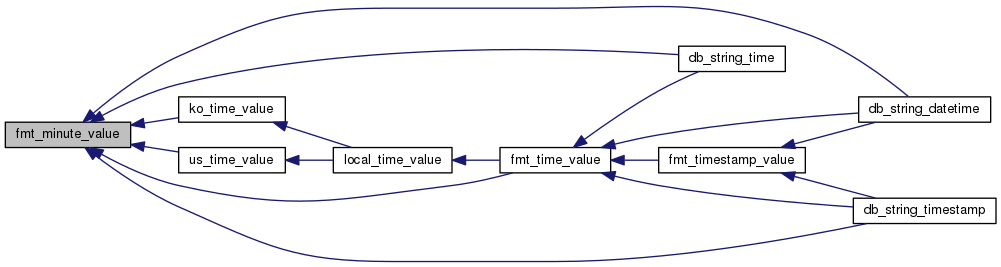 fmt_minute_value
ko_time_value
us_time_value
local_time_value
fmt_time_value
db_string_time
fmt_timestamp_value
db_string_datetime
db_string_timestamp